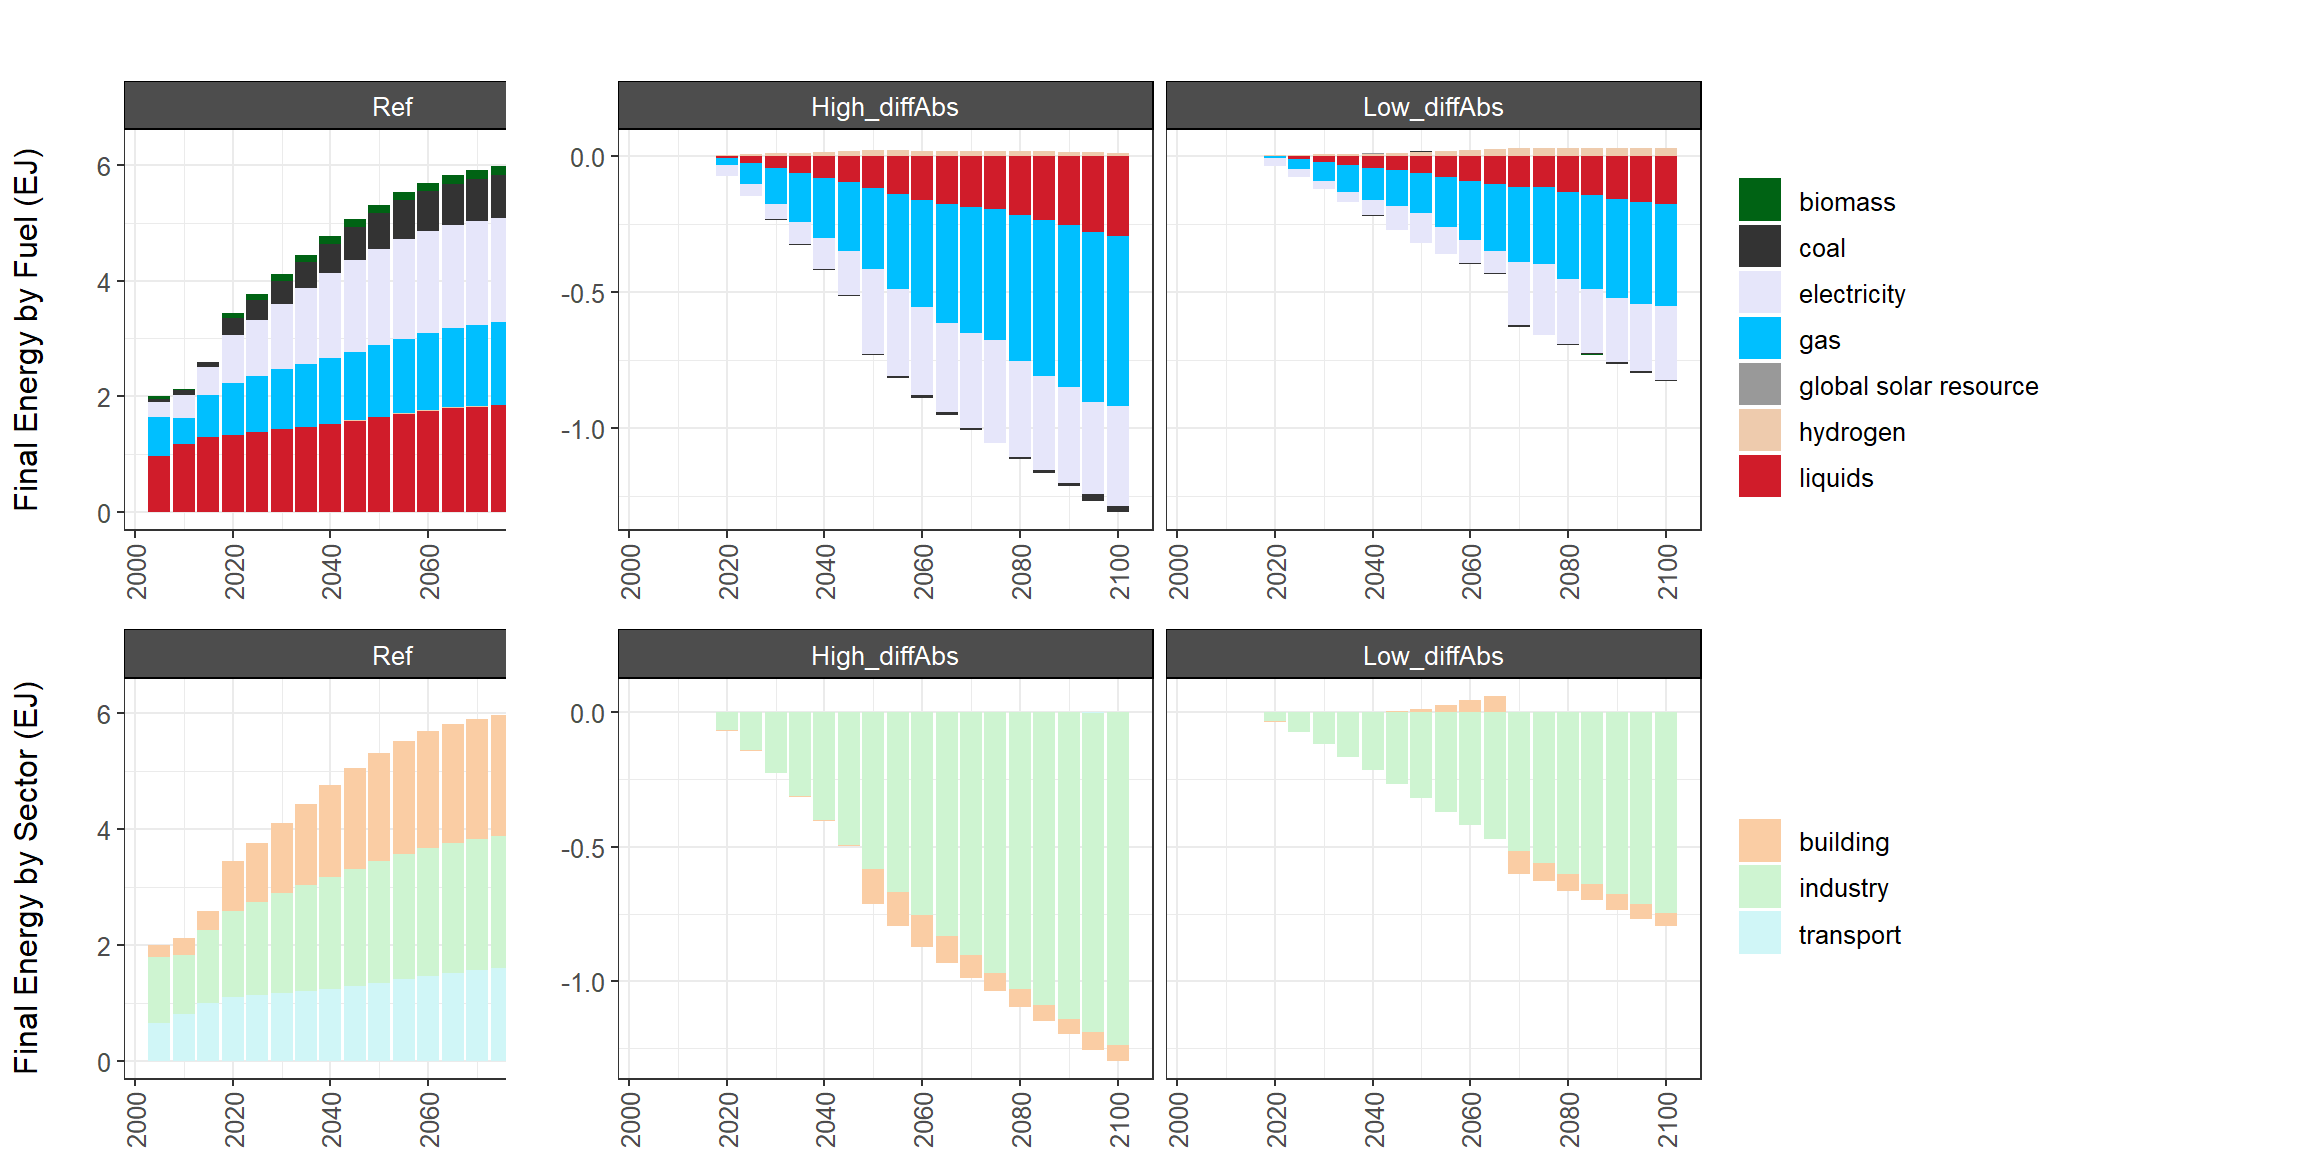 Final Energy by Fuel (EJ)
Ref
High_diffAbs
Low_diffAbs
6
4
2
0
0.0
-0.5
-1.0
2000
2020
2040
2060
2000
2020
2040
2060
2080
2100
2000
2020
2040
2060
2080
2100
biomass
coal
electricity
gas
global solar resource
hydrogen
liquids
Final Energy by Sector (EJ)
Ref
High_diffAbs
Low_diffAbs
6
4
2
0
0.0
-0.5
-1.0
2000
2020
2040
2060
2000
2020
2040
2060
2080
2100
2000
2020
2040
2060
2080
2100
building
industry
transport